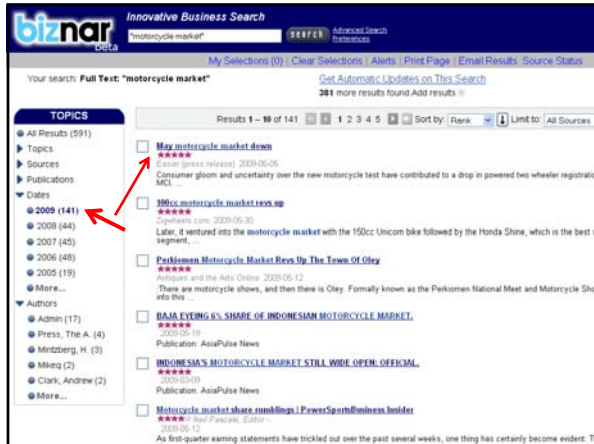 biznar
beta
Innovative Business Search
"motorcycle market"
search
Advanced Search
Preferences
My Selections (0) | Clear Selections | Alerts | Print Page | Email Results Source Status
Your search: Full Text: "motorcycle market"
Get Automatic Updates on This Search
381 more results found.Add results
TOPICS
All Results (591)
Topics
Sources
Publications
Dates
2009 (141)
2008 (44)
2007 (45)
2006 (48)
2005 (19)
More...
Authors
Admin (17)
Press, The A. (4)
Mintzberg, H. (3)
Mikeq (2)
Clark, Andrew (2)
More...
Results 1 – 10 of 141 1 2 3 4 5 Sort by: Rank Limit to: All Sources
May motorcycle market down
Easier (press release) 2009-06-05
Consumer gloom and uncertainty over the new motorcycle test have contributed to a drop in powered two wheeler registratio
MCI. ...
100cc motorcycle market revs up
Zigwheels.com 2009-05-30
Later, it ventured into the motorcycle market with the 150cc Unicorn bike followed by the Honda Shine, which is the best s
segment, ...
Perkiomen Motorcycle Market Revs Up The Town Of Oley
Antiques and the Arts Online 2009-05-12
:There are motorcycle shows, and then there is Oley. Formally known as the Perkiomen National Meet and Motorcycle Sho
into this ...
BAJA EYEING 6% SHARE OF INDONESIAN MOTORCYCLE MARKET.
2009-05-19
Publication: AsiaPulse News
INDONESIA'S MOTORCYCLE MARKET STILL WIDE OPEN: OFFICIAL.
2009-03-09
Publication: AsiaPulse News
Motorcycle market share rumblings | PowerSportsBusiness Insider
Neil Pascale, Editor -
2009-05-12
As first-quarter earning statements have trickled out over the past several weeks, one thing has certainly become evident: T